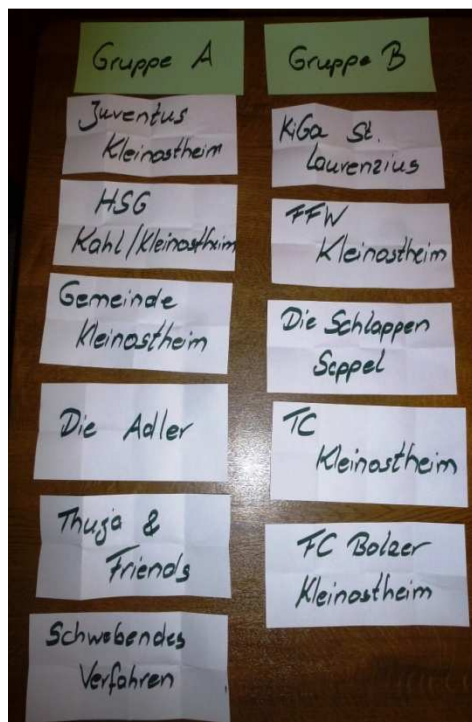 Gruppe A
Juventus
Kleinostheim
HSG
Kahl/Kleinostheim
Gemeinde
Kleinostheim
Die Adler
Thuja &
Friends
Schwebendes
Verfahren
Gruppe B
KiGa St.
Laurenzius
FFW
Kleinostheim
Die Schlappen
Seppel
TC
Kleinostheim
FC Bolzer
Kleinostheim